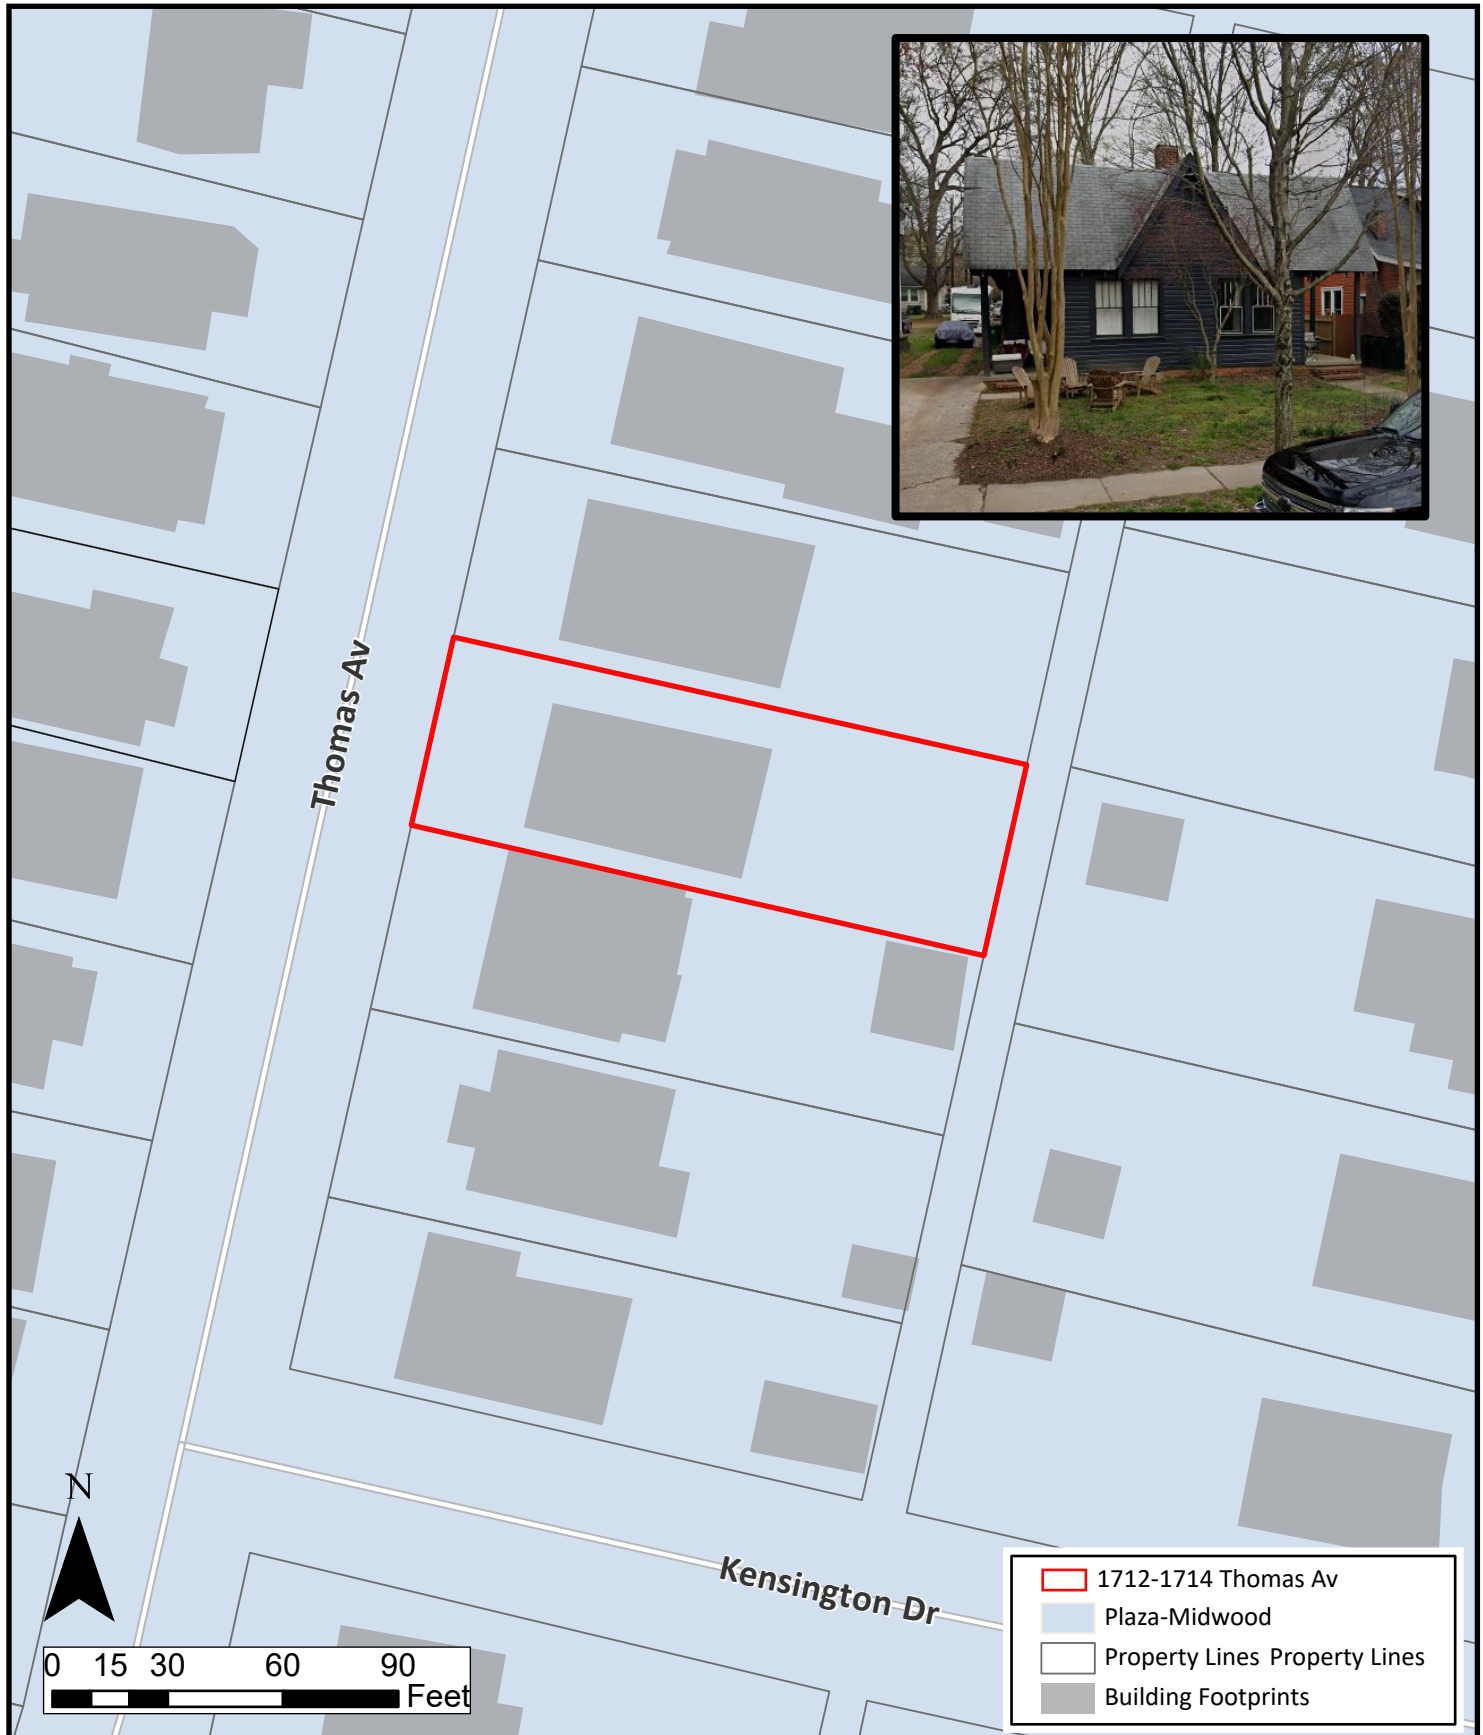 Thomas Av
Kensington Dr
N
0 15 30 60 90
Feet
1712-1714 Thomas Av
Plaza-Midwood
Property Lines Property Lines
Building Footprints